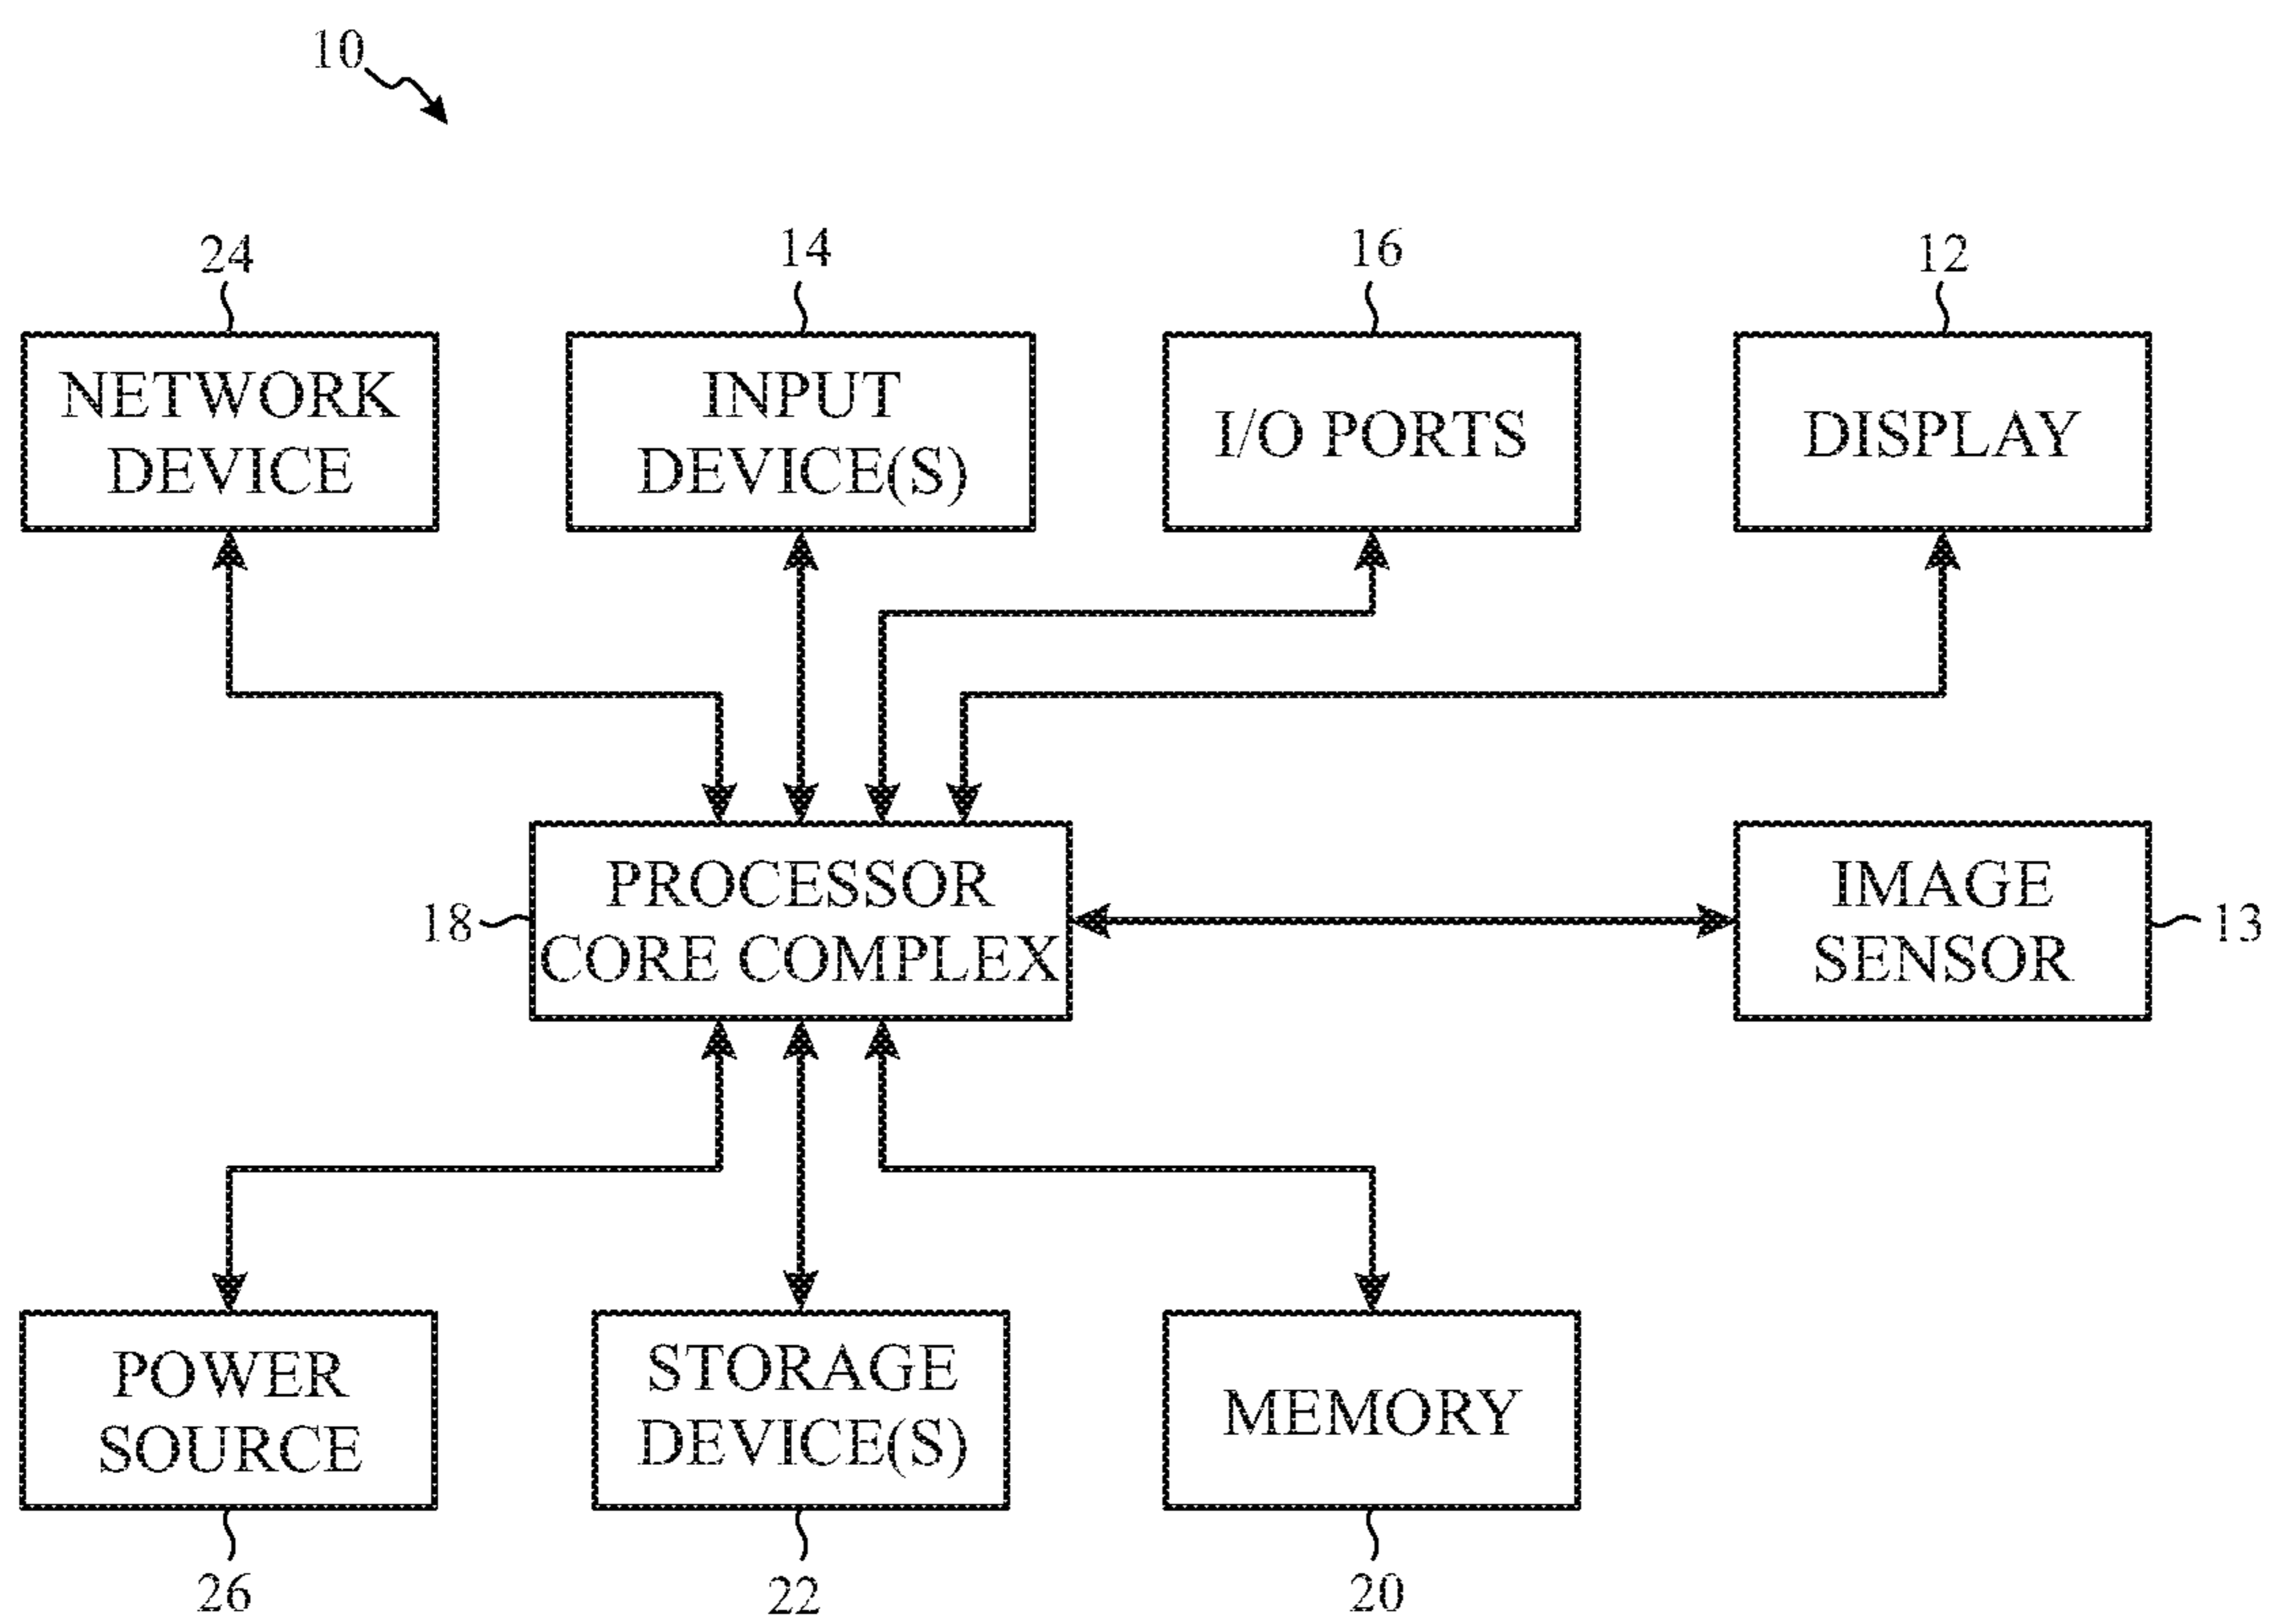 10
24
14
16
12
NETWORK
DEVICE
INPUT
DEVICE(S)
I/O PORTS
DISPLAY
18
PROCESSOR
CORE COMPLEX
IMAGE
SENSOR
13
POWER
SOURCE
STORAGE
DEVICE(S)
MEMORY
26
22
20